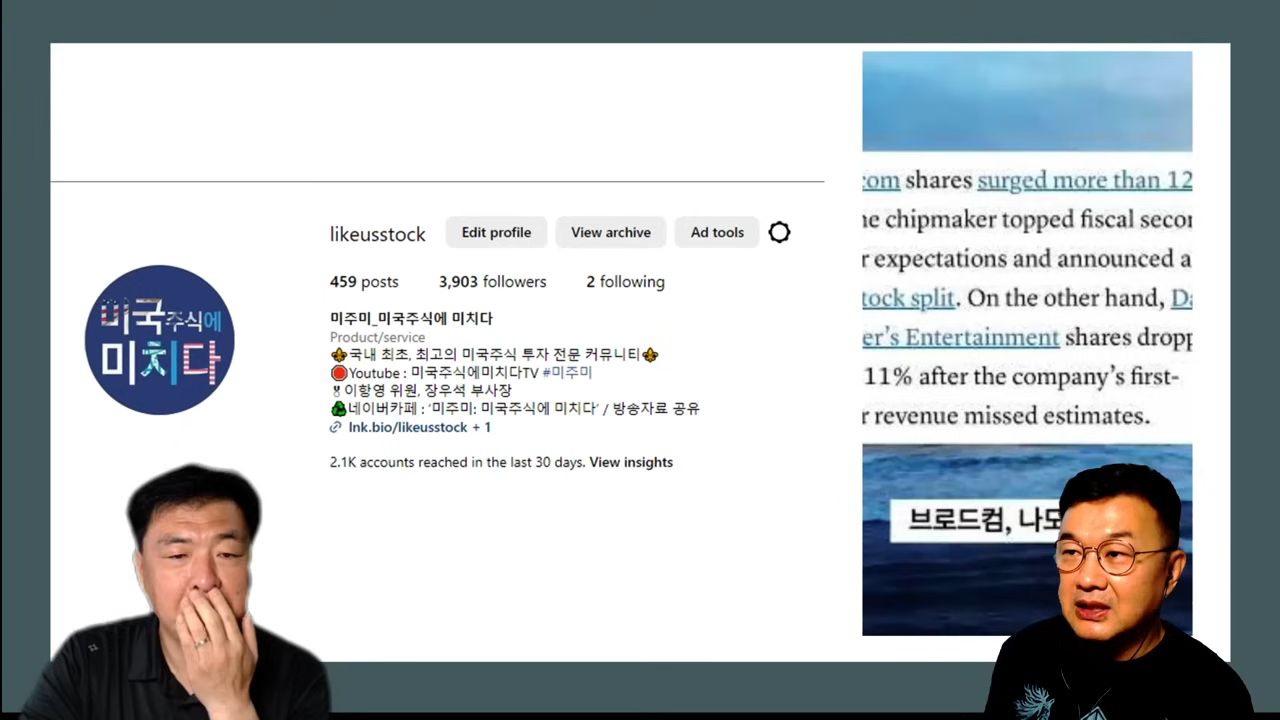 likeusstock Edit profile View archive Ad tools
459 posts 3,903 followers 2 following
미주미_미국주식에 미치다
Product/service
국내 최초, 최고의 미국주식 투자 전문 커뮤니티
Youtube : 미국주식에미치다TV #미주미
이항영 위원, 장우석 부사장
네이버카페 : ‘미주미: 미국주식에 미치다’ / 방송자료 공유
lnk.bio/likeusstock + 1
2.1K accounts reached in the last 30 days. View insights
미국주식에
미치다
com shares surged more than 12
he chipmaker topped fiscal secon
r expectations and announced a
tock split. On the other hand, Da
er’s Entertainment shares dropp
11% after the company’s first-
r revenue missed estimates.
브로드컴, 나모